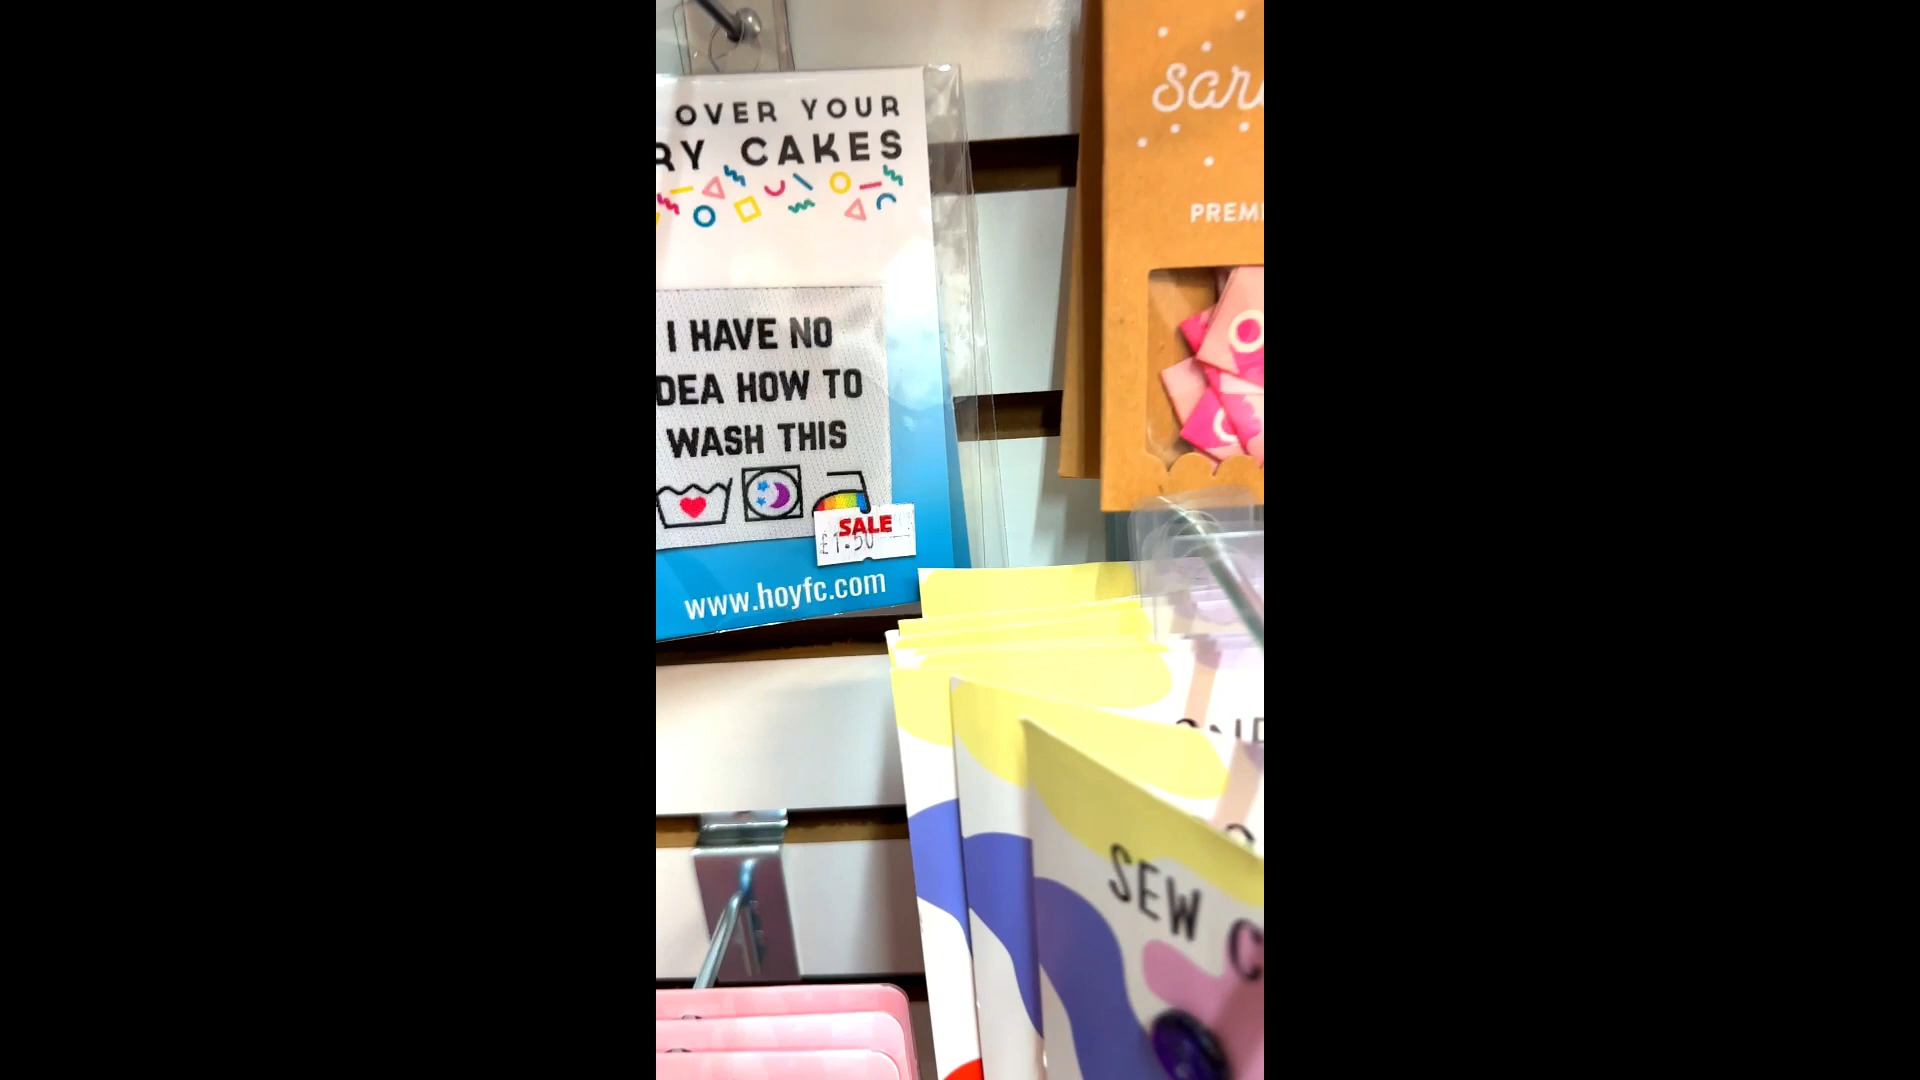 OVER YOUR
RY CAKES
I HAVE NO
DEA HOW TO
WASH THIS
SALE
£1.50
www.hoyfc.com
Sar
PREMI
SEW C